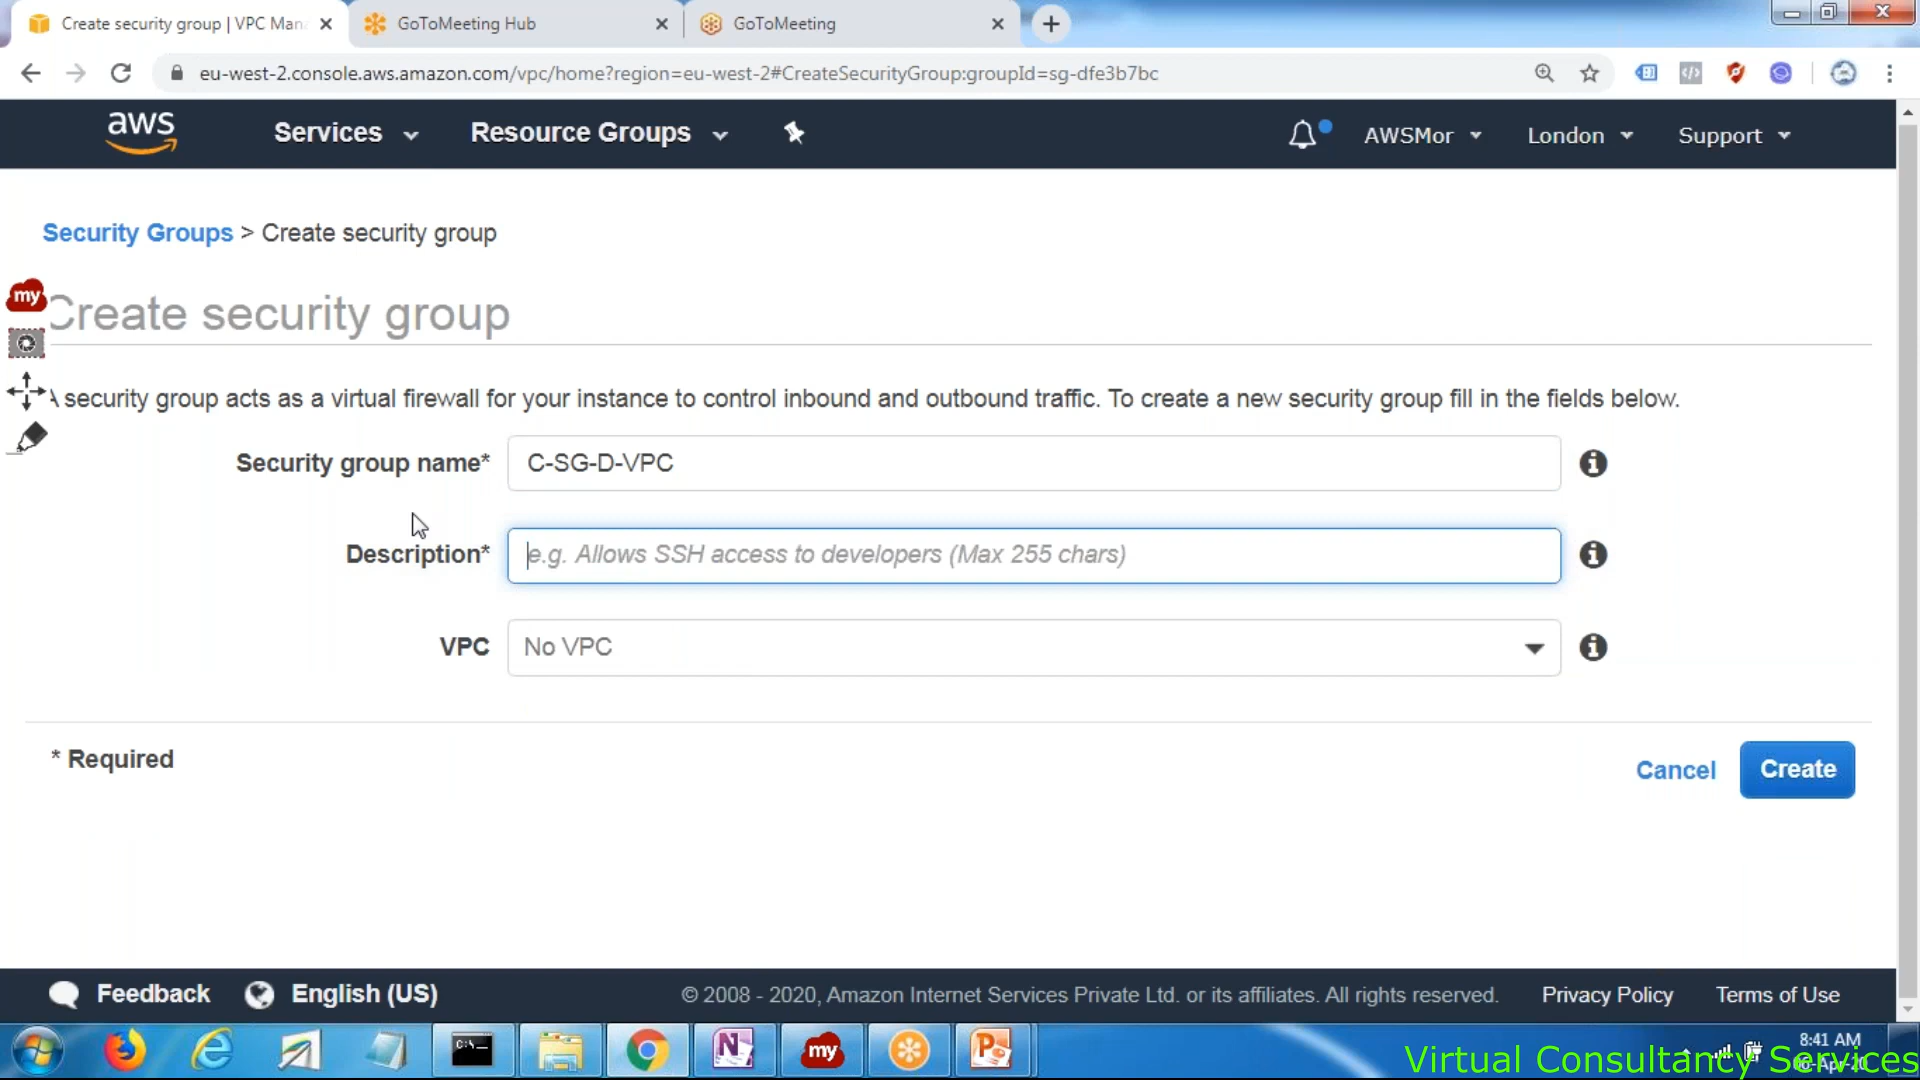 Create security group | VPC Mana
GoToMeeting Hub
GoToMeeting
eu-west-2.console.aws.amazon.com/vpc/home?region=eu-west-2#CreateSecurityGroup:groupId=sg-dfe3b7bc
aws
Services
Resource Groups
AWSMor
London
Support
Security Groups > Create security group
my
Create security group
A security group acts as a virtual firewall for your instance to control inbound and outbound traffic. To create a new security group fill in the fields below.
Security group name*
C-SG-D-VPC
Description*
e.g. Allows SSH access to developers (Max 255 chars)
VPC
No VPC
* Required
Cancel
Create
Feedback
English (US)
© 2008 - 2020, Amazon Internet Services Private Ltd. or its affiliates. All rights reserved.
Privacy Policy
Terms of Use
my
8:41 AM
Virtual Consultancy Services